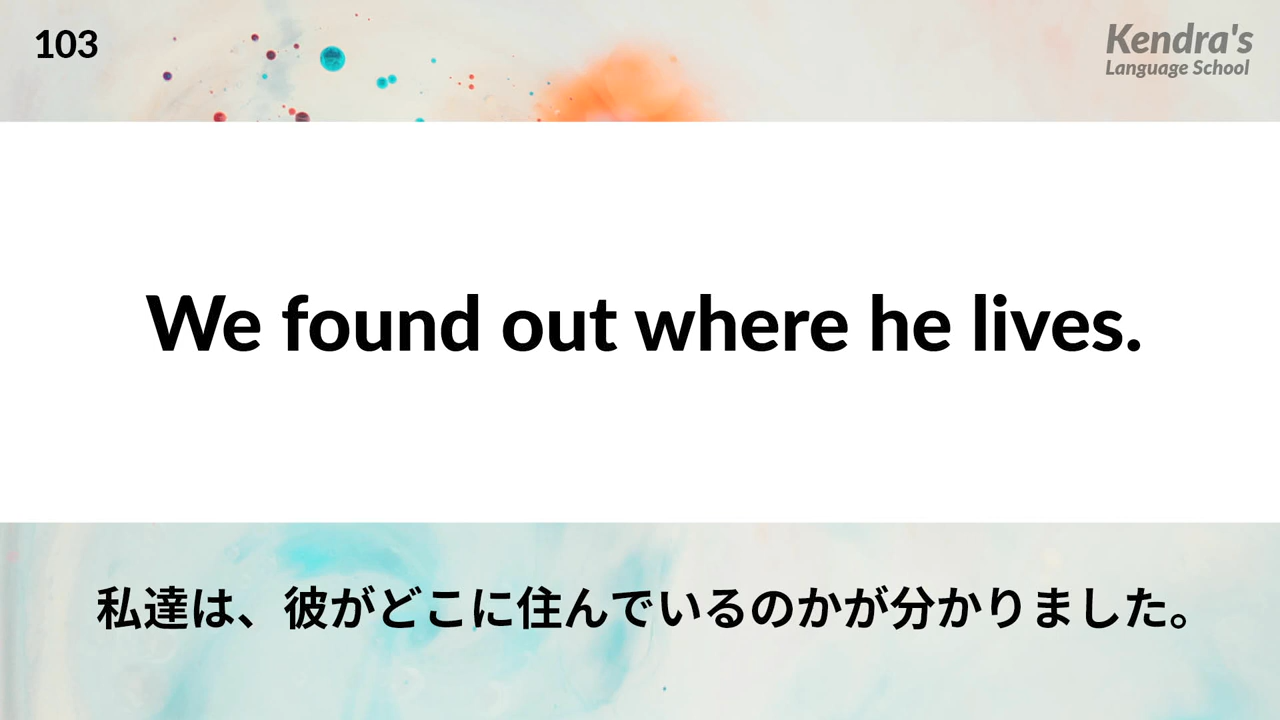 103
Kendra's
Language School
We found out where he lives.
私達は、彼がどこに住んでいるのかが分かりました。